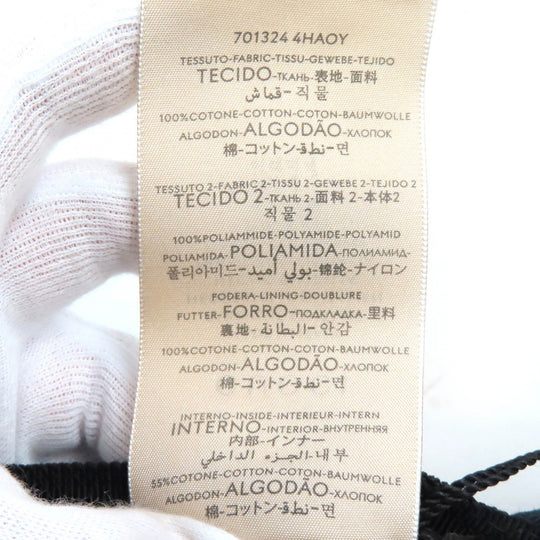 701324 4HAOY
TESSUTO-FABRIC-TISSU-GEWEBE-TEJIDO
TECIDO-ТКАНЬ-表地-面料
قماش-직물
100%COTONE-COTTON-COTON-BAUMWOLLE
ALGODON-ALGODÃO-ХЛОПОК
棉-コットン-قطن-면
TESSUTO 2-FABRIC 2-TISSU 2-GEWEBE 2-TEJIDO 2
TECIDO 2-ТКАНЬ 2-面料 2-本体2
직물 2
100%POLIAMMIDE-POLYAMIDE-POLYAMID
POLIAMIDA-POLIAMIDA-ПОЛИАМИД-
폴리아미드-بولي أميد-锦纶-ナイロン
FODERA-LINING-DOUBLURE
FUTTER-FORRO-ПОДКЛАДКА-里料
裏地-البطانة-안감
100%COTONE-COTTON-COTON-BAUMWOLLE
ALGODON-ALGODÃO-ХЛОПОК
棉-コットン-قطن-면
INTERNO-INSIDE-INTERIEUR-INTERN
INTERNO-INTERIOR-ВНУТРЕННЯЯ
内部-インナー
الجزء الداخلي-내부
55%COTONE-COTTON-COTON-BAUMWOLLE
ALGODON-ALGODÃO-ХЛОПОК
棉-コットン-قطن-면